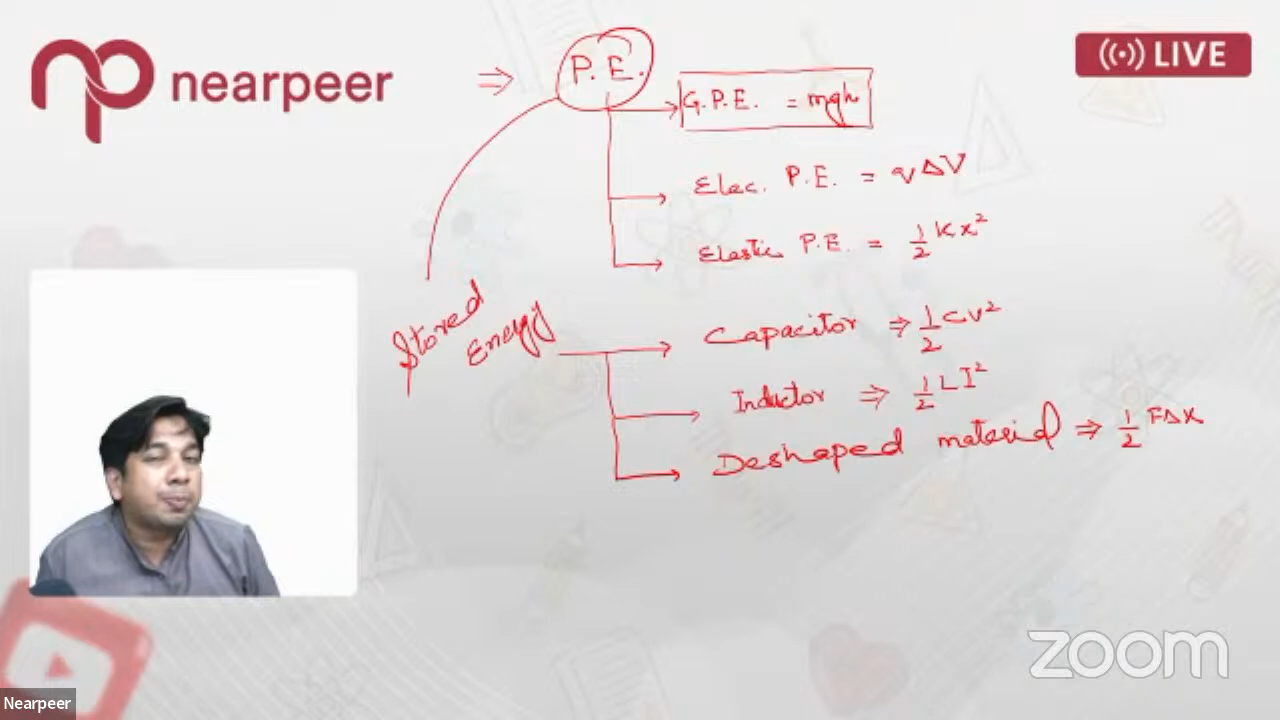 nearpeer
LIVE
⇒ P.E.
G.P.E. = mgh
Elec. P.E. = qΔV
Elastic P.E. = 1/2 Kx²
Stored
Energy
Capacitor ⇒ 1/2 CV²
Inductor ⇒ 1/2 LI²
Deshaped material ⇒ 1/2 FΔX
zoom
Nearpeer